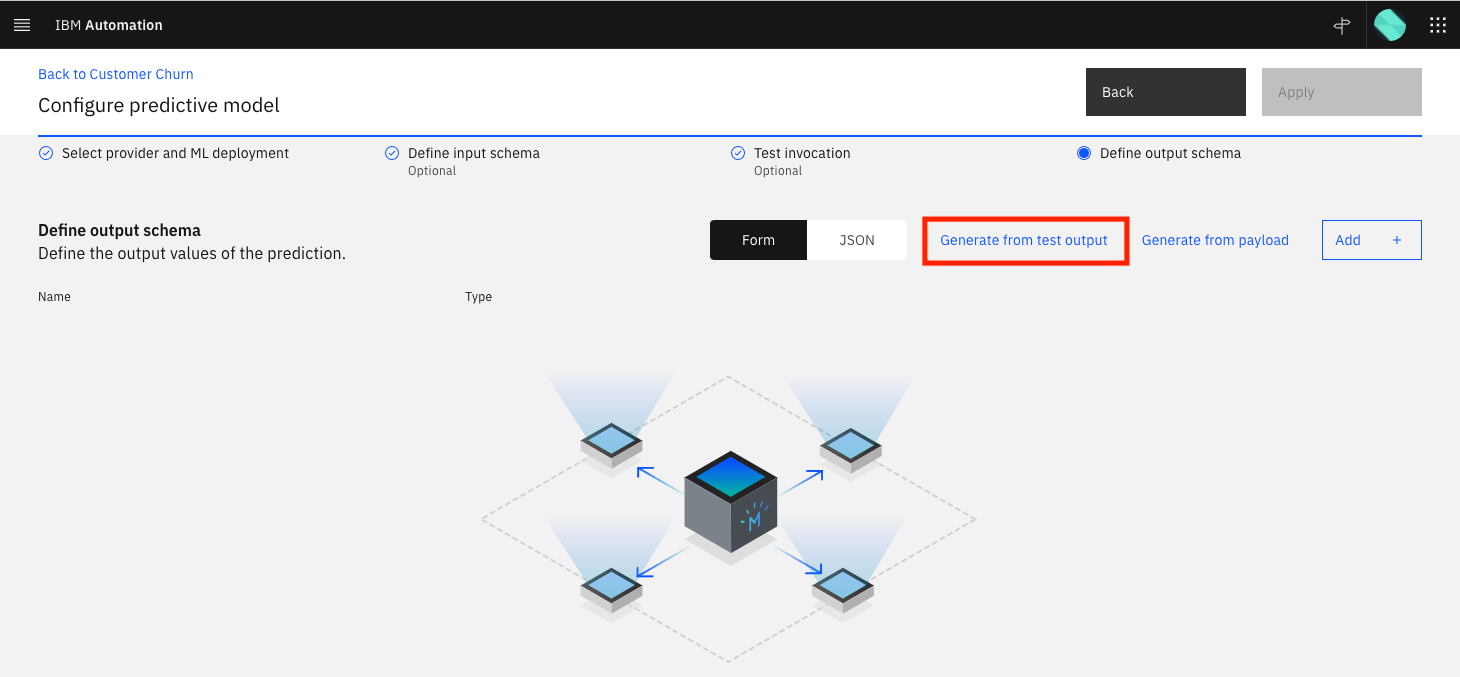 IBM Automation
Back to Customer Churn
Configure predictive model
Back
Apply
Select provider and ML deployment
Define input schema
Optional
Test invocation
Optional
Define output schema
Define output schema
Define the output values of the prediction.
Form
JSON
Generate from test output
Generate from payload
Add +
Name
Type
M